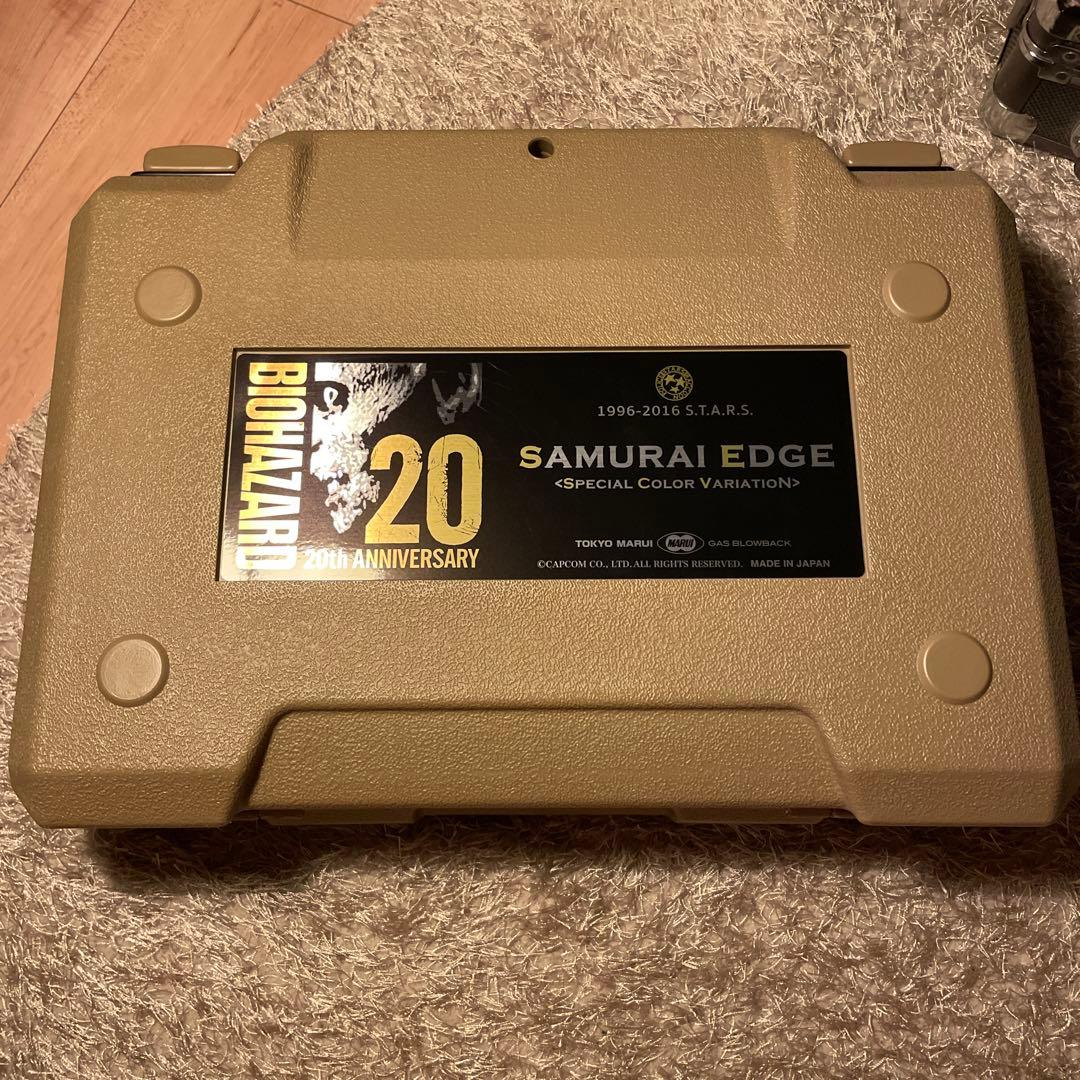 BIOHAZARD
20
20th ANNIVERSARY
1996-2016 S.T.A.R.S.
SAMURAI EDGE
<SPECIAL COLOR VARIATION>
TOKYO MARUI MARUI GAS BLOWBACK
©CAPCOM CO., LTD. ALL RIGHTS RESERVED. MADE IN JAPAN